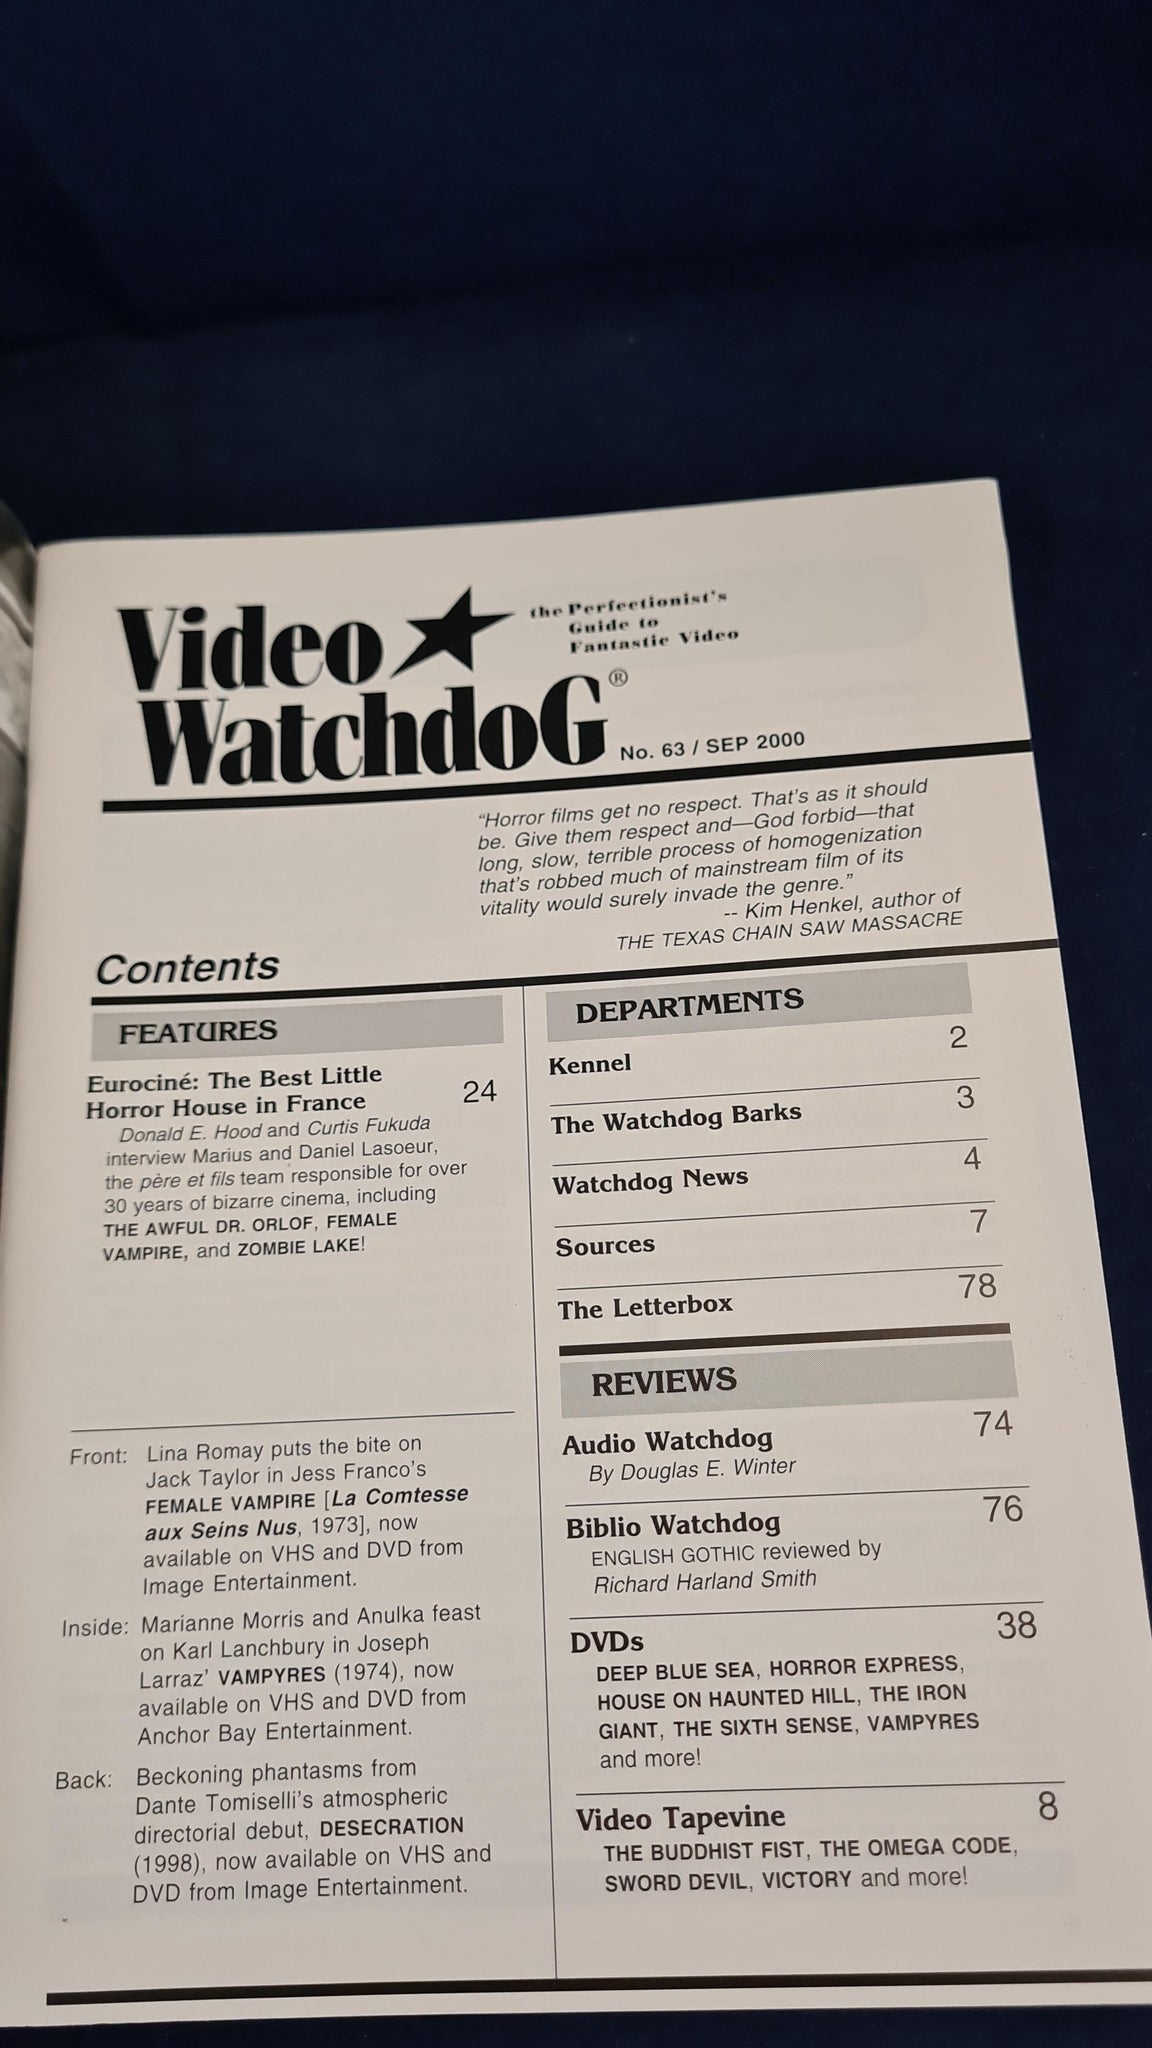 Video★WatchdoG®
the Perfectionist's
Guide to
Fantastic Video
No. 63 / SEP 2000
"Horror films get no respect. That's as it should
be. Give them respect and—God forbid—that
long, slow, terrible process of homogenization
that's robbed much of mainstream film of its
vitality would surely invade the genre."
-- Kim Henkel, author of
THE TEXAS CHAIN SAW MASSACRE
Contents
FEATURES
Eurociné: The Best Little
Horror House in France 24
Donald E. Hood and Curtis Fukuda
interview Marius and Daniel Lasoeur,
the père et fils team responsible for over
30 years of bizarre cinema, including
THE AWFUL DR. ORLOF, FEMALE
VAMPIRE, and ZOMBIE LAKE!
Front: Lina Romay puts the bite on
Jack Taylor in Jess Franco's
FEMALE VAMPIRE [La Comtesse
aux Seins Nus, 1973], now
available on VHS and DVD from
Image Entertainment.
Inside: Marianne Morris and Anulka feast
on Karl Lanchbury in Joseph
Larraz' VAMPYRES (1974), now
available on VHS and DVD from
Anchor Bay Entertainment.
Back: Beckoning phantasms from
Dante Tomiselli's atmospheric
directorial debut, DESECRATION
(1998), now available on VHS and
DVD from Image Entertainment.
DEPARTMENTS
Kennel 2
The Watchdog Barks 3
Watchdog News 4
Sources 7
The Letterbox 78
REVIEWS
Audio Watchdog 74
By Douglas E. Winter
Biblio Watchdog 76
ENGLISH GOTHIC reviewed by
Richard Harland Smith
DVDs 38
DEEP BLUE SEA, HORROR EXPRESS,
HOUSE ON HAUNTED HILL, THE IRON
GIANT, THE SIXTH SENSE, VAMPYRES
and more!
Video Tapevine 8
THE BUDDHIST FIST, THE OMEGA CODE,
SWORD DEVIL, VICTORY and more!